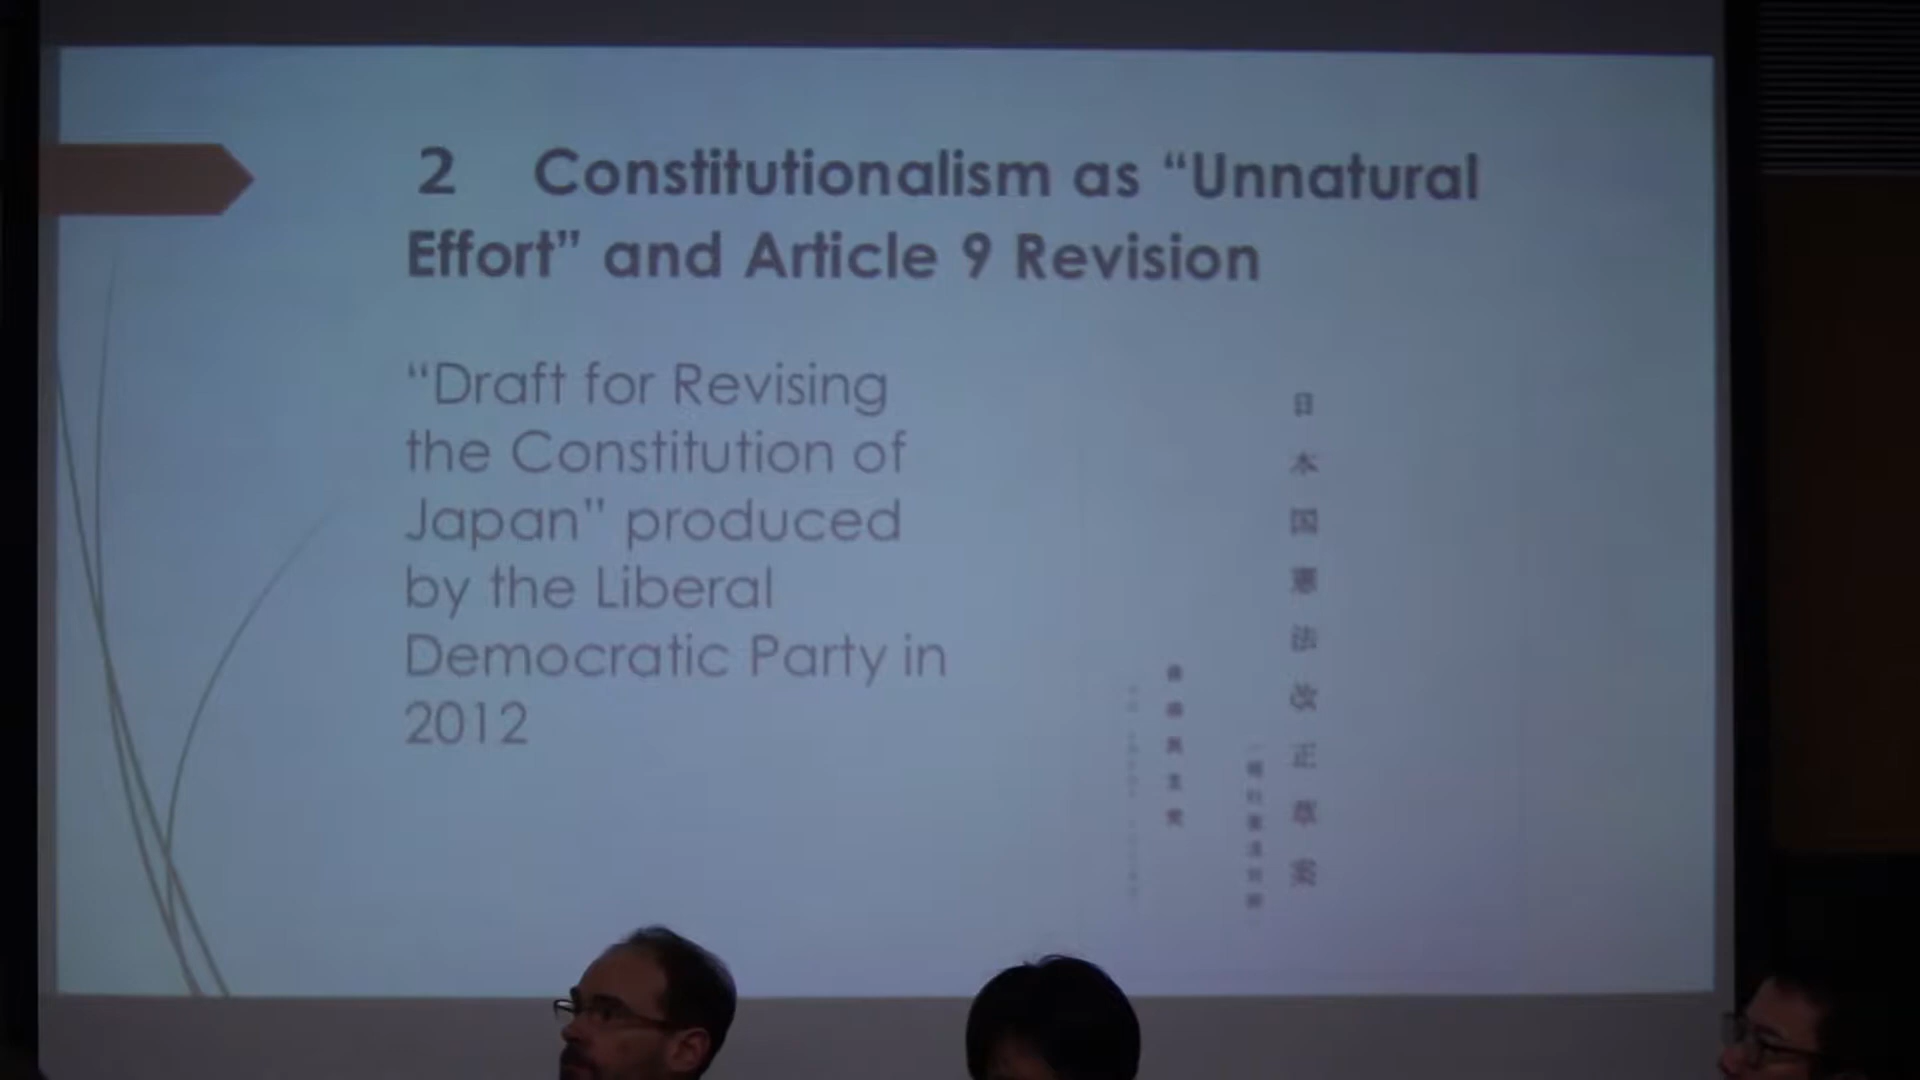 2 Constitutionalism as “Unnatural
Effort” and Article 9 Revision
“Draft for Revising
the Constitution of
Japan” produced
by the Liberal
Democratic Party in
2012
日本国憲法改正草案